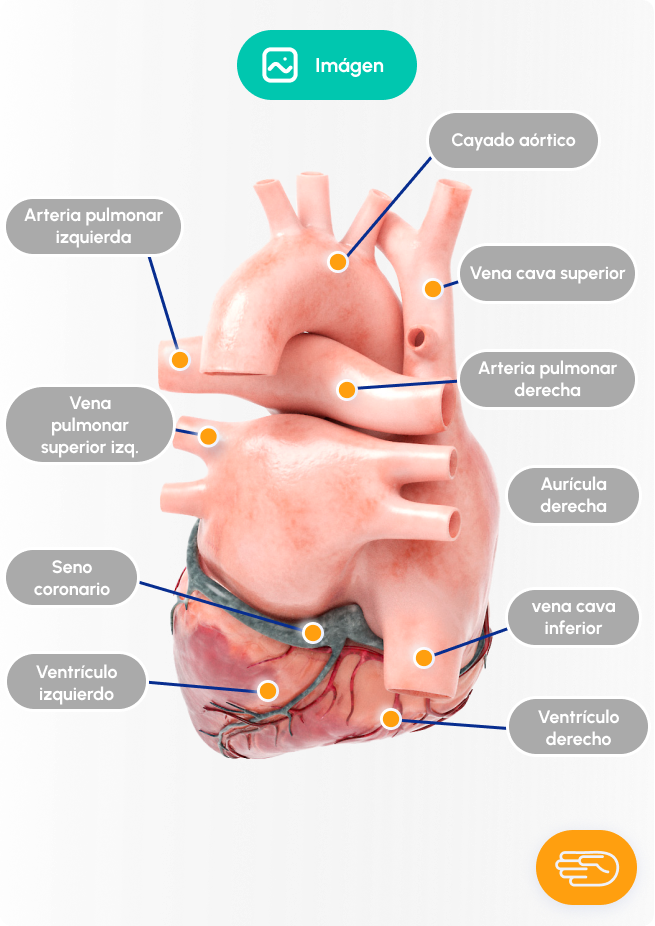 Imágen
Cayado aórtico
Arteria pulmonar
izquierda
Vena cava superior
Arteria pulmonar
derecha
Vena
pulmonar
superior izq.
Aurícula
derecha
Seno
coronario
vena cava
inferior
Ventrículo
izquierdo
Ventrículo
derecho